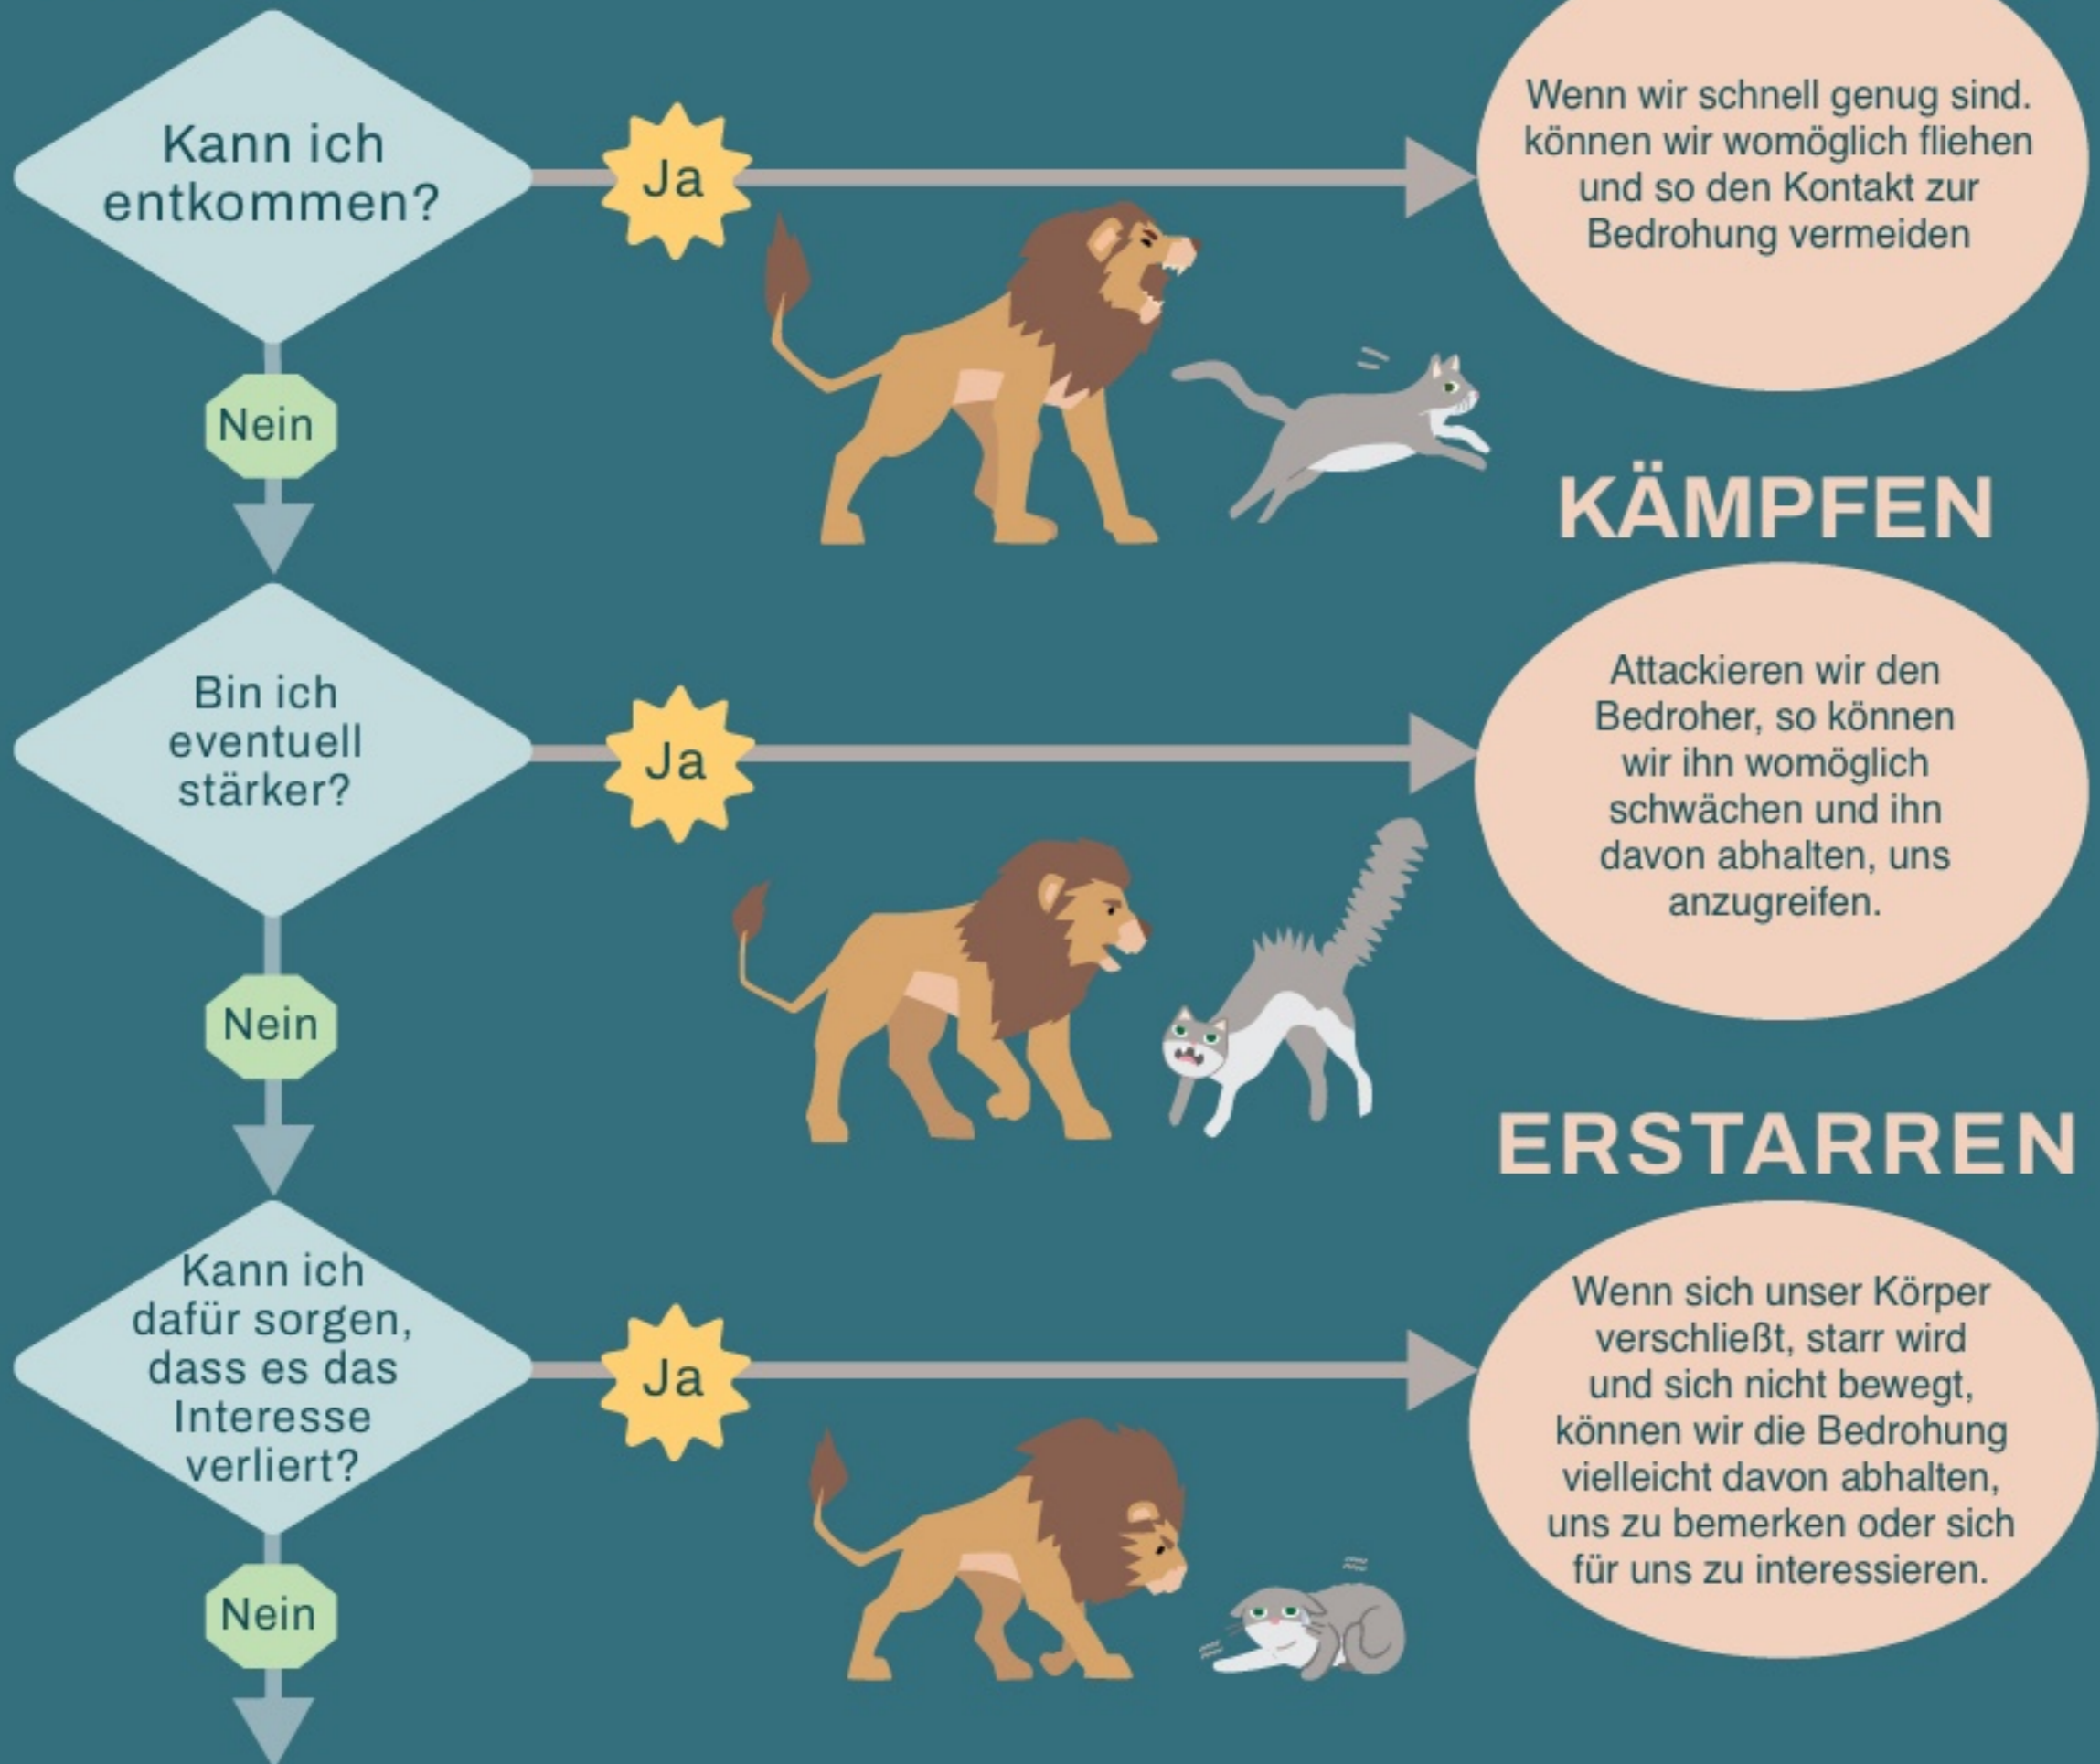 Kann ich
entkommen?
Ja
Wenn wir schnell genug sind.
können wir womöglich fliehen
und so den Kontakt zur
Bedrohung vermeiden
Nein
KÄMPFEN
Bin ich
eventuell
stärker?
Ja
Attackieren wir den
Bedroher, so können
wir ihn womöglich
schwächen und ihn
davon abhalten, uns
anzugreifen.
Nein
ERSTARREN
Kann ich
dafür sorgen,
dass es das
Interesse
verliert?
Ja
Wenn sich unser Körper
verschließt, starr wird
und sich nicht bewegt,
können wir die Bedrohung
vielleicht davon abhalten,
uns zu bemerken oder sich
für uns zu interessieren.
Nein